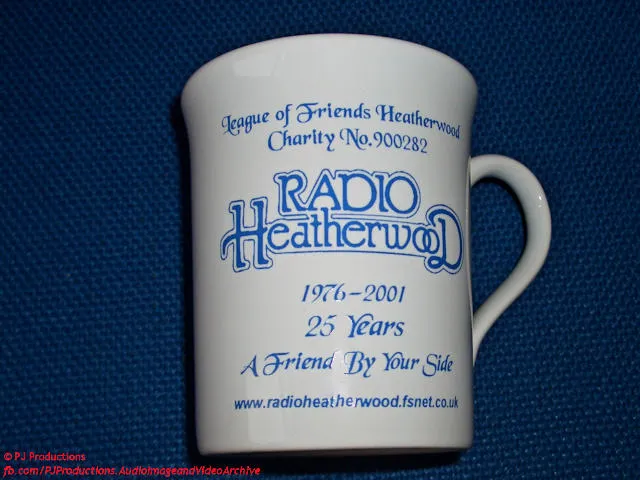 League of Friends Heatherwood
Charity No.900282
RADIO
Heatherwood
1976-2001
25 Years
A Friend By Your Side
www.radioheatherwood.fsnet.co.uk
© PJ Productions
fb.com/PJProductions.AudioImageandVideoArchive